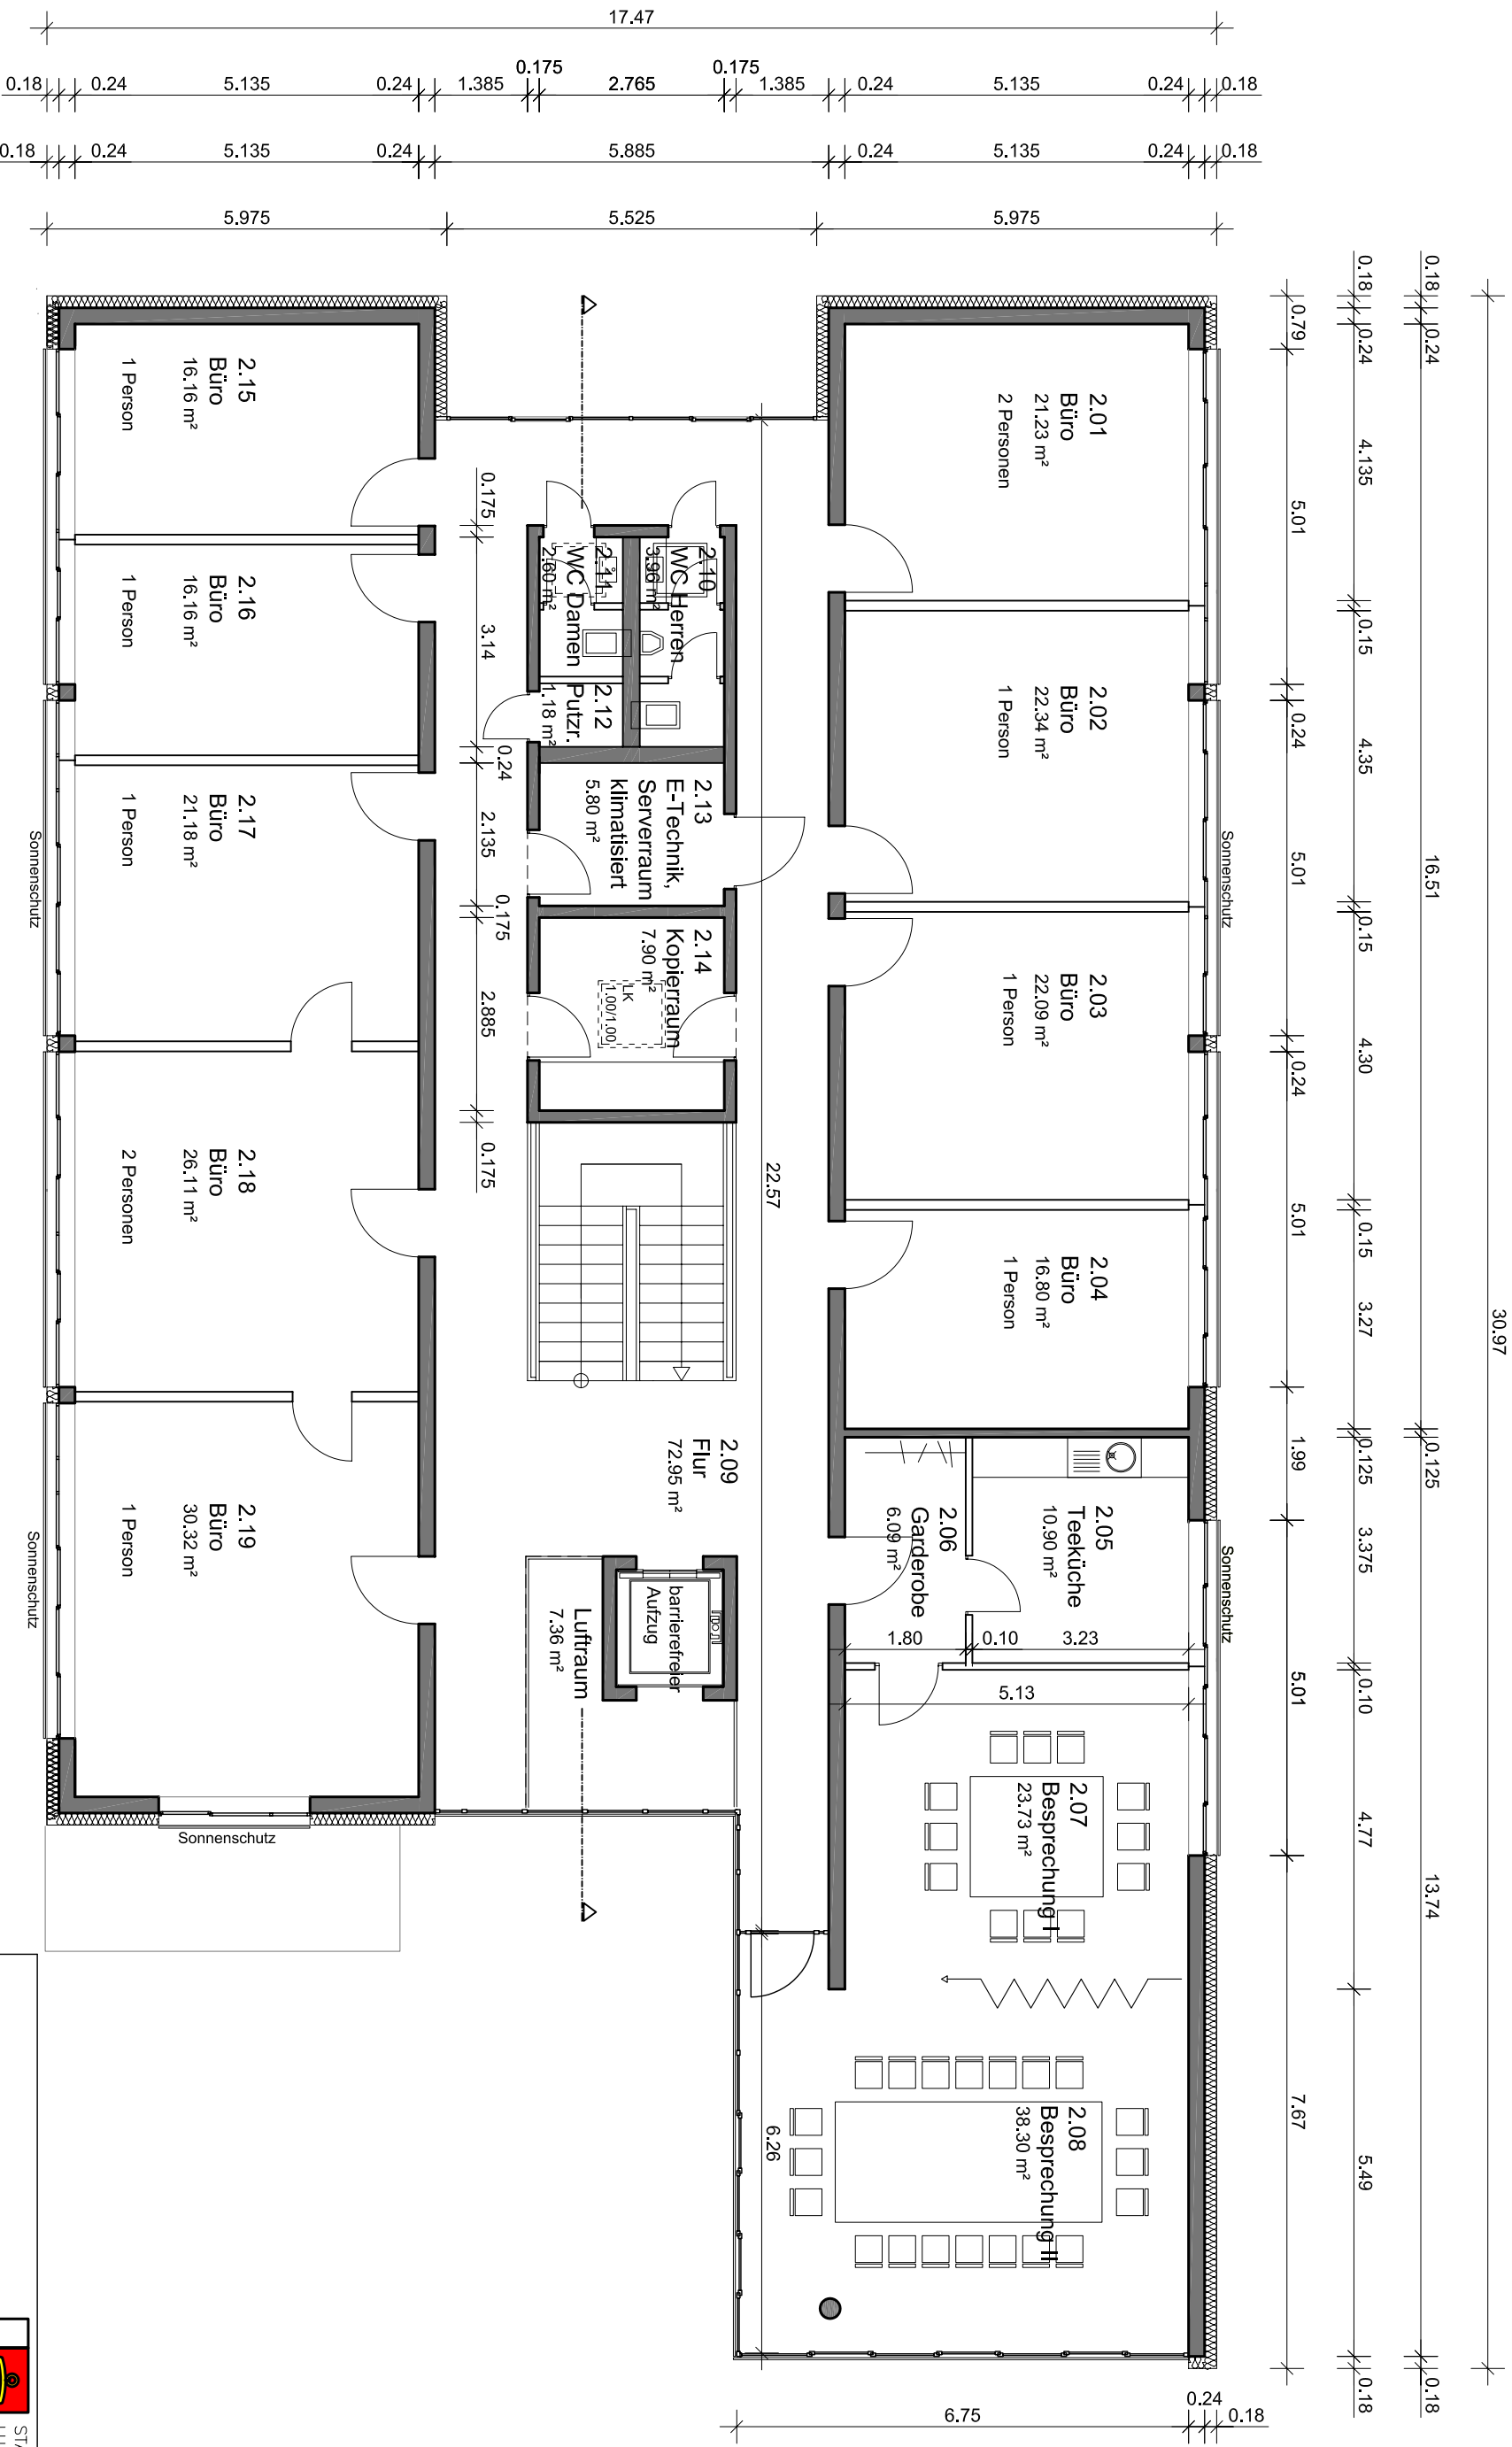 30.97
0.18
0.24
16.51
0.125
13.74
0.18
0.18
0.24
4.135
0.15
4.35
0.15
4.30
0.15
3.27
0.125
3.375
0.10
4.77
5.49
0.18
0.79
5.01
0.24
5.01
0.24
5.01
1.99
5.01
7.67
Sonnenschutz
Sonnenschutz
2.01
Büro
21.23 m²
2 Personen
2.02
Büro
22.34 m²
1 Person
2.03
Büro
22.09 m²
1 Person
2.04
Büro
16.80 m²
1 Person
2.05
Teeküche
10.90 m²
2.06
Garderobe
6.09 m²
1.80
0.10
3.23
5.13
2.07
Besprechung I
23.73 m²
2.08
Besprechung II
38.30 m²
22.57
6.26
2.09
Flur
72.95 m²
2.10
WC Herren
3.96 m²
2.11
WC Damen
2.60 m²
2.12
Putzr.
1.18 m²
2.13
E-Technik,
Serverraum
klimatisiert
5.80 m²
2.14
Kopierraum
7.90 m²
LK
1.00/1.00
barrierefreier
Aufzug
Luftraum
7.36 m²
0.175
3.14
0.24
2.135
0.175
2.885
0.175
2.15
Büro
16.16 m²
1 Person
2.16
Büro
16.16 m²
1 Person
2.17
Büro
21.18 m²
1 Person
2.18
Büro
26.11 m²
2 Personen
2.19
Büro
30.32 m²
1 Person
Sonnenschutz
Sonnenschutz
Sonnenschutz
17.47
0.18
0.24
5.135
0.24
1.385
0.175
2.765
0.175
1.385
0.24
5.135
0.24
0.18
0.18
0.24
5.135
0.24
5.885
0.24
5.135
0.24
0.18
5.975
5.525
5.975
6.75
0.24
0.18